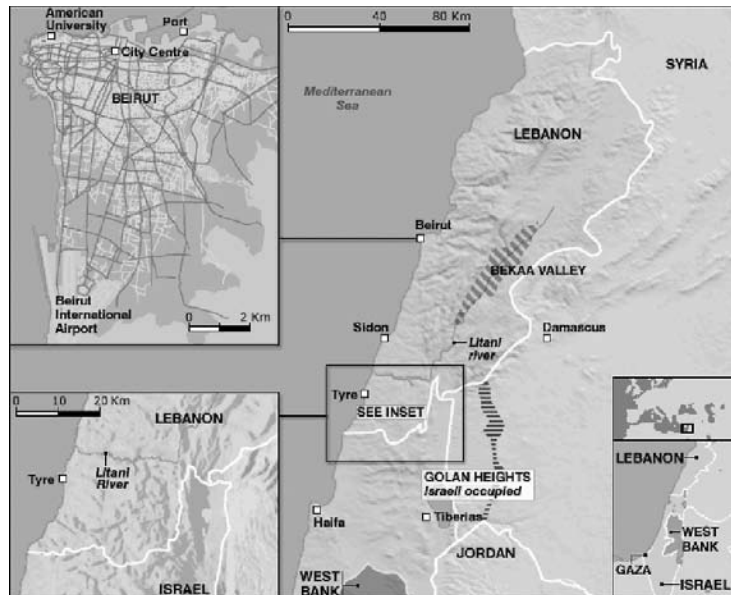 American
University
Port
City Centre
BEIRUT
Beirut
International
Airport
0 2 Km
0 40 80 Km
Mediterranean
Sea
SYRIA
LEBANON
Beirut
BEKAA VALLEY
Sidon
Litani
river
Damascus
Tyre
SEE INSET
GOLAN HEIGHTS
Israeli occupied
Haifa
Tiberias
JORDAN
WEST
BANK
0 10 20 Km
LEBANON
Litani
River
Tyre
ISRAEL
LEBANON
WEST
BANK
GAZA
ISRAEL